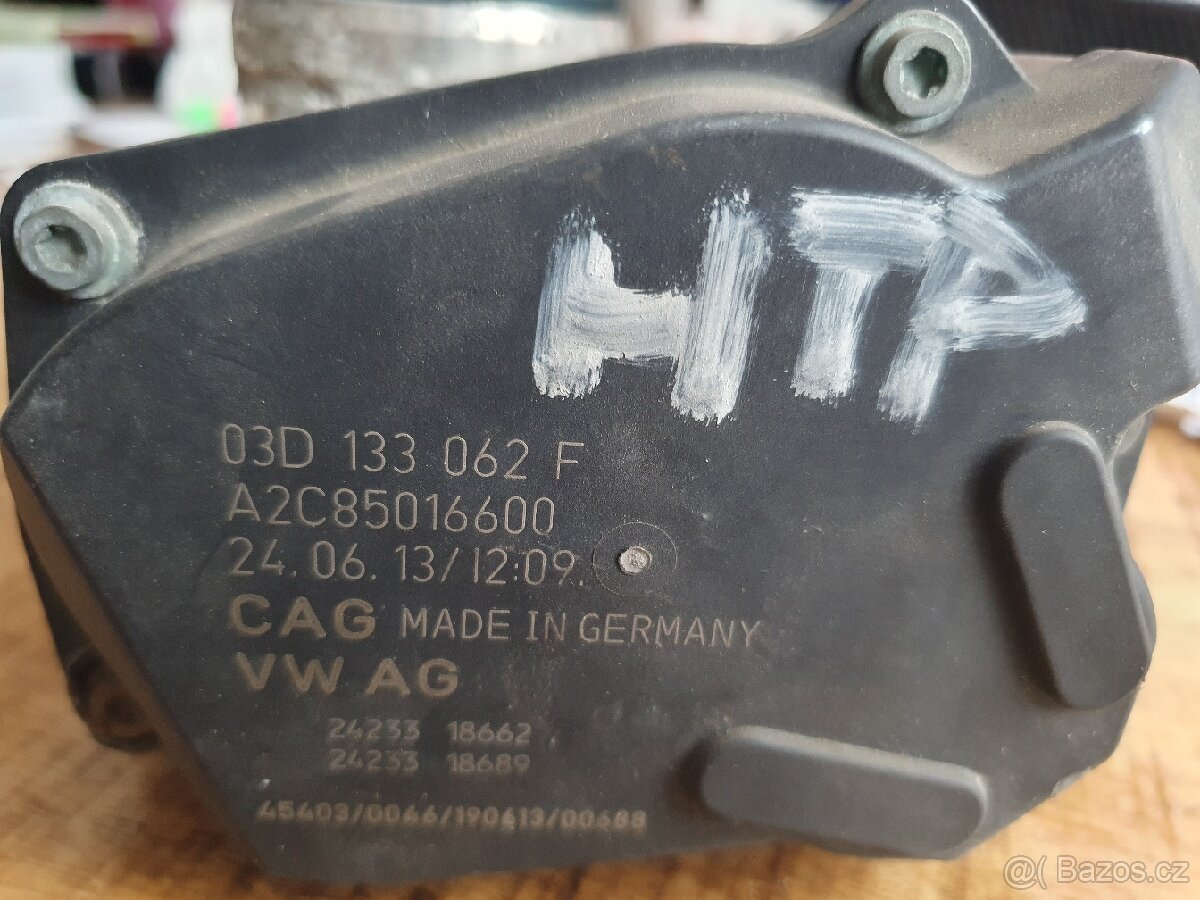 HTP
03D 133 062 F
A2C85016600
24.06.13/12:09.
CAG MADE IN GERMANY
VW AG
24233 18662
24233 18689
45403/0046/190613/00688
@( Bazos.cz